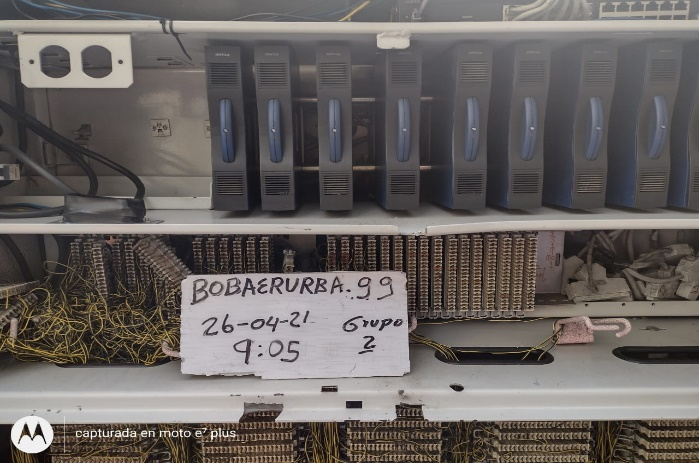 BOBAERURBA..99
26-04-21
Grupo
9:05
2
capturada en moto e⁷ plus